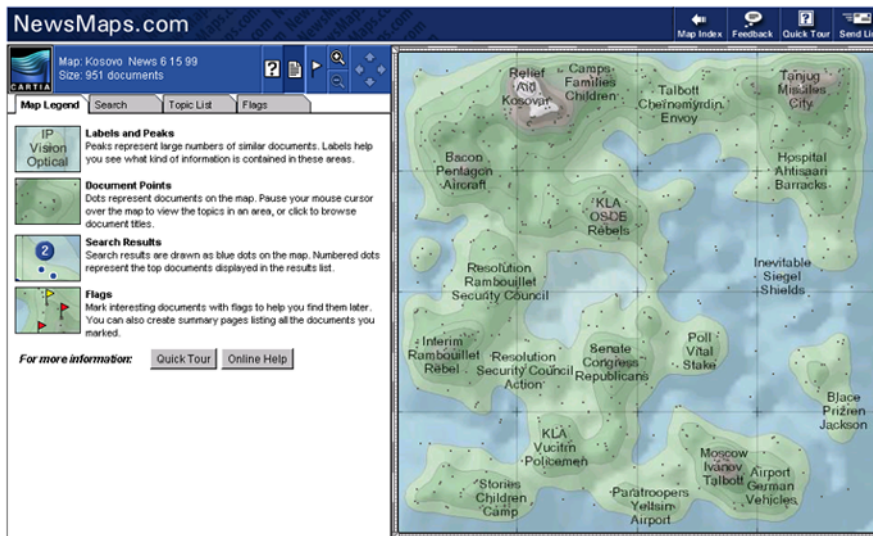 NewsMaps.com
Map Index
Feedback
Quick Tour
CARTIA
Map: Kosovo News 6 15 99
Size: 951 documents
Map Legend
Search
Topic List
Flags
IP
Vision
Optical
Labels and Peaks
Peaks represent large numbers of similar documents. Labels help
you see what kind of information is contained in these areas.
Document Points
Dots represent documents on the map. Pause your mouse cursor
over the map to view the topics in an area, or click to browse
document titles.
2
Search Results
Search results are drawn as blue dots on the map. Numbered dots
represent the top documents displayed in the results list.
Flags
Mark interesting documents with flags to help you find them later.
You can also create summary pages listing all the documents you
marked.
For more information:
Quick Tour
Online Help
Relief
Aid
Kosovar
Camps
Families
Children
Talbott
Chernomyrdin
Envoy
Tanjug
Missiles
City
Bacon
Pentagon
Aircraft
Hospital
Ahtisaari
Barracks
KLA
OSCE
Rebels
Resolution
Rambouillet
Security Council
Inevitable
Siegel
Shields
Interim
Rambouillet
Rebel
Resolution
Security Council
Action
Senate
Congress
Republicans
Poll
Vital
Stake
Blace
Prizren
Jackson
KLA
Vucitrn
Policemen
Moscow
Ivanov
Talbott
Airport
German
Vehicles
Stories
Children
Camp
Paratroopers
Yeltsin
Airport